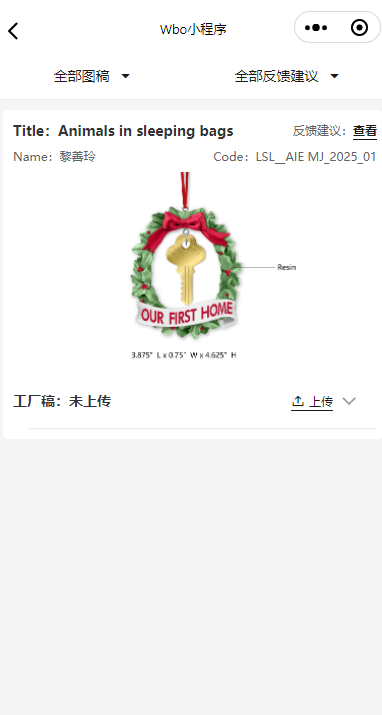 Wbo小程序
全部图稿 全部反馈建议
Title：Animals in sleeping bags 反馈建议：查看
Name：黎善玲 Code：LSL__AIE MJ_2025_01
Resin
OUR FIRST HOME
3.875" L x 0.75" W x 4.625" H
工厂稿：未上传 上传